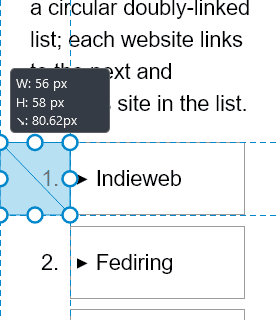 a circular doubly-linked
list; each website links
to the next and
site in the list.
W: 56 px
H: 58 px
↘: 80.62px
1. ▸ Indieweb
2. ▸ Fediring